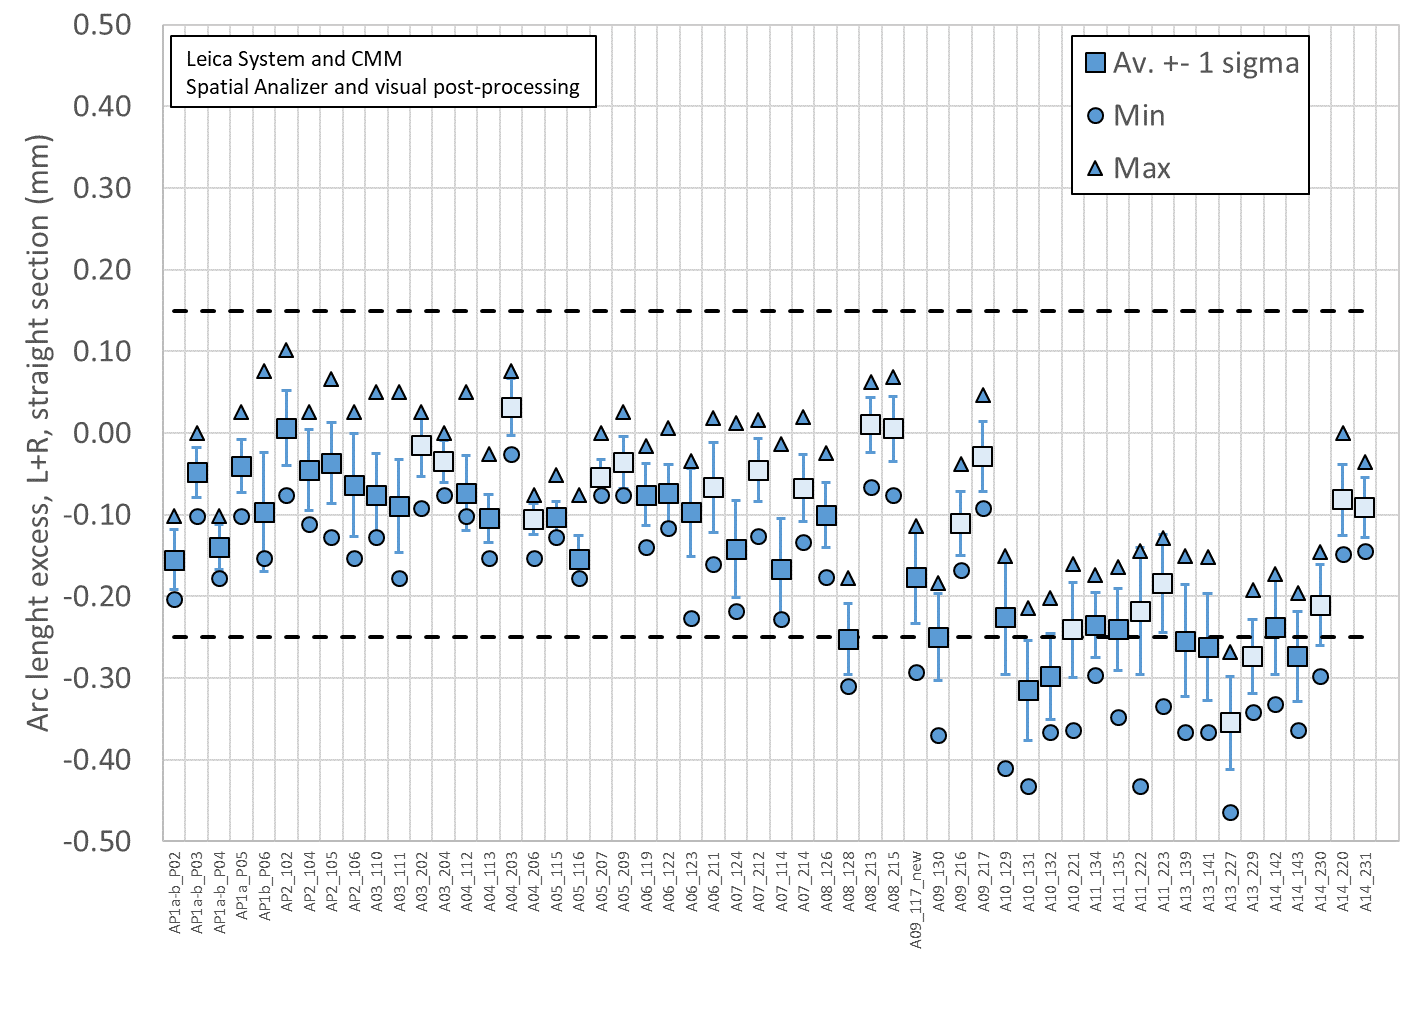 0.50
0.40
0.30
0.20
0.10
0.00
-0.10
-0.20
-0.30
-0.40
-0.50
Arc lenght excess, L+R, straight section (mm)
Leica System and CMM
Spatial Analizer and visual post-processing
Av. +- 1 sigma
Min
Max
AP1a-b_P02
AP1a-b_P03
AP1a-b_P04
AP1a_P05
AP1b_P06
AP2_102
AP2_104
AP2_105
AP2_106
A03_110
A03_111
A03_202
A03_204
A04_112
A04_113
A04_203
A04_206
A05_115
A05_116
A05_207
A05_209
A06_119
A06_122
A06_123
A06_211
A07_124
A07_212
A07_114
A07_214
A08_126
A08_128
A08_213
A08_215
A09_117_new
A09_130
A09_216
A09_217
A10_129
A10_131
A10_132
A10_221
A11_134
A11_135
A11_222
A11_223
A13_139
A13_141
A13_227
A13_229
A14_142
A14_143
A14_230
A14_220
A14_231